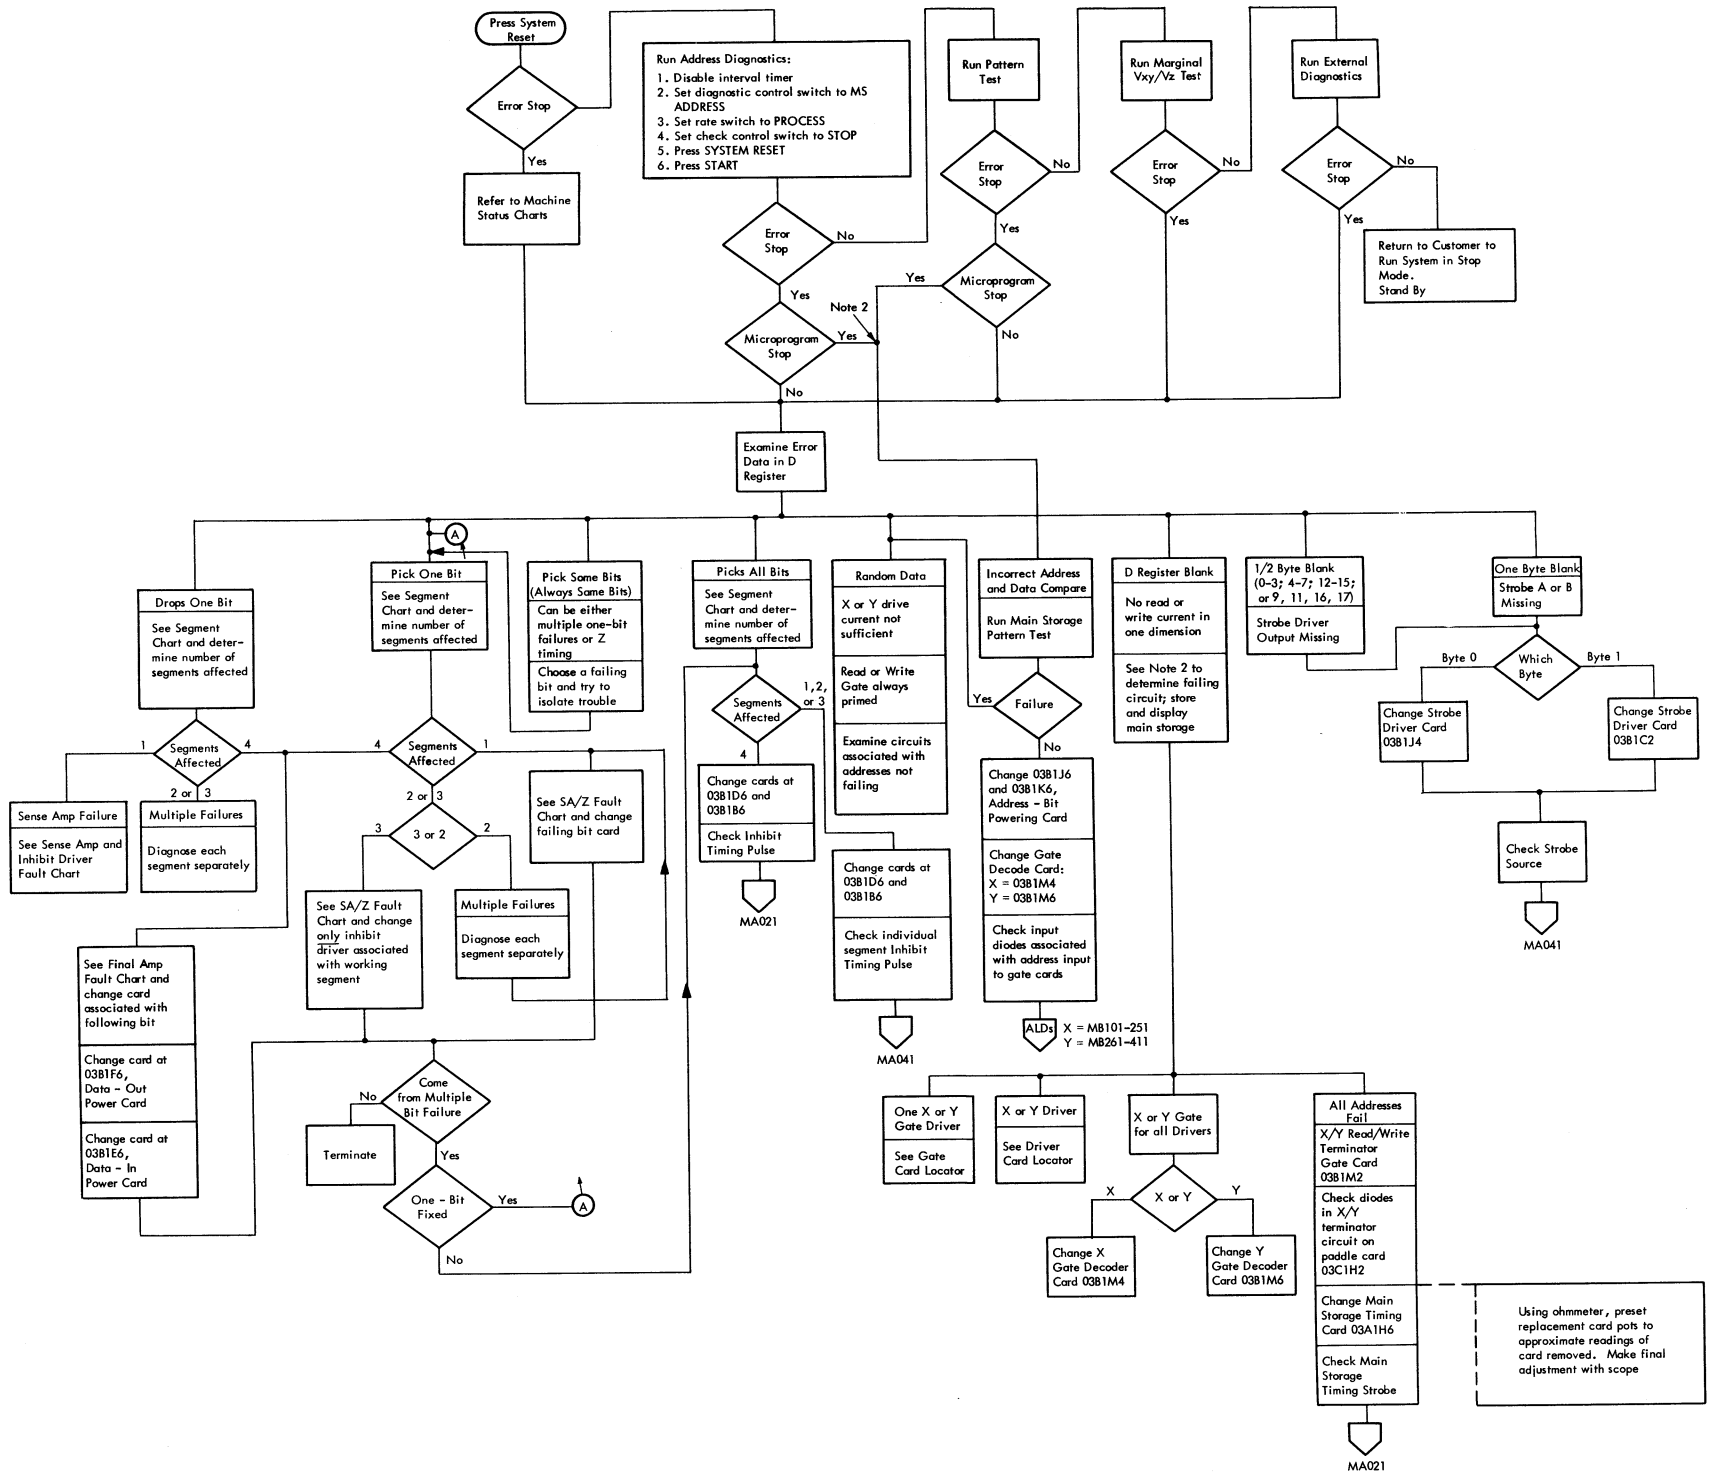 Press System
Reset
Error Stop
Yes
Refer to Machine
Status Charts
Run Address Diagnostics:
1. Disable interval timer
2. Set diagnostic control switch to MS
ADDRESS
3. Set rate switch to PROCESS
4. Set check control switch to STOP
5. Press SYSTEM RESET
6. Press START
Error
Stop
No
Yes
Microprogram
Stop
Yes
No
Note 2
Run Pattern
Test
Error
Stop
No
Yes
Microprogram
Stop
Yes
No
Run Marginal
Vxy/Vz Test
Error
Stop
No
Yes
Run External
Diagnostics
Error
Stop
No
Yes
Return to Customer to
Run System in Stop
Mode.
Stand By
Examine Error
Data in D
Register
A
Drops One Bit
See Segment
Chart and deter-
mine number of
segments affected
Segments
Affected
1
4
2 or 3
Sense Amp Failure
See Sense Amp and
Inhibit Driver
Fault Chart
Multiple Failures
Diagnose each
segment separately
See Final Amp
Fault Chart and
change card
associated with
following bit
Change card at
03B1F6,
Data - Out
Power Card
Change card at
03B1E6,
Data - In
Power Card
Pick One Bit
See Segment
Chart and deter-
mine number of
segments affected
Segments
Affected
4
1
2 or 3
3 or 2
3
2
See SA/Z Fault
Chart and change
only inhibit
driver associated
with working
segment
Multiple Failures
Diagnose each
segment separately
See SA/Z Fault
Chart and change
failing bit card
Come
from Multiple
Bit Failure
No
Terminate
Yes
One - Bit
Fixed
Yes
A
No
Pick Some Bits
(Always Same Bits)
Can be either
multiple one-bit
failures or Z
timing
Choose a failing
bit and try to
isolate trouble
Picks All Bits
See Segment
Chart and deter-
mine number of
segments affected
Segments
Affected
1,2,
or 3
4
Change cards at
03B1D6 and
03B1B6
Check Inhibit
Timing Pulse
MA021
Random Data
X or Y drive
current not
sufficient
Read or Write
Gate always
primed
Examine circuits
associated with
addresses not
failing
Change cards at
03B1D6 and
03B1B6
Check individual
segment Inhibit
Timing Pulse
MA041
Incorrect Address
and Data Compare
Run Main Storage
Pattern Test
Failure
Yes
No
Change 03B1J6
and 03B1K6,
Address - Bit
Powering Card
Change Gate
Decode Card:
X = 03B1M4
Y = 03B1M6
Check input
diodes associated
with address input
to gate cards
ALDs
X = MB101-251
Y = MB261-411
D Register Blank
No read or
write current in
one dimension
See Note 2 to
determine failing
circuit; store
and display
main storage
One X or Y
Gate Driver
See Gate
Card Locator
X or Y Driver
See Driver
Card Locator
X or Y Gate
for all Drivers
X or Y
X
Y
Change X
Gate Decoder
Card 03B1M4
Change Y
Gate Decoder
Card 03B1M6
All Addresses
Fail
X/Y Read/Write
Terminator
Gate Card
03B1M2
Check diodes
in X/Y
terminator
circuit on
paddle card
03C1H2
Change Main
Storage Timing
Card 03A1H6
Check Main
Storage
Timing Strobe
MA021
Using ohmmeter, preset
replacement card pots to
approximate readings of
card removed. Make final
adjustment with scope
1/2 Byte Blank
(0-3; 4-7; 12-15;
or 9, 11, 16, 17)
Strobe Driver
Output Missing
One Byte Blank
Strobe A or B
Missing
Which
Byte
Byte 0
Byte 1
Change Strobe
Driver Card
03B1J4
Change Strobe
Driver Card
03B1C2
Check Strobe
Source
MA041